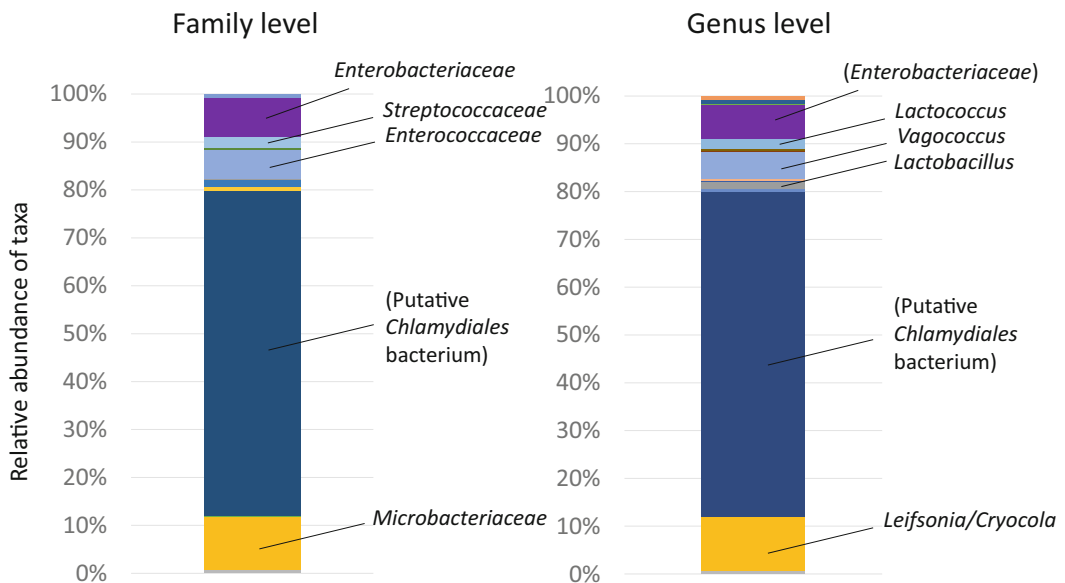 Family level
Genus level
Relative abundance of taxa
100%
90%
80%
70%
60%
50%
40%
30%
20%
10%
0%
Enterobacteriaceae
Streptococcaceae
Enterococcaceae
(Putative
Chlamydiales
bacterium)
Microbacteriaceae
100%
90%
80%
70%
60%
50%
40%
30%
20%
10%
0%
(Enterobacteriaceae)
Lactococcus
Vagococcus
Lactobacillus
(Putative
Chlamydiales
bacterium)
Leifsonia/Cryocola